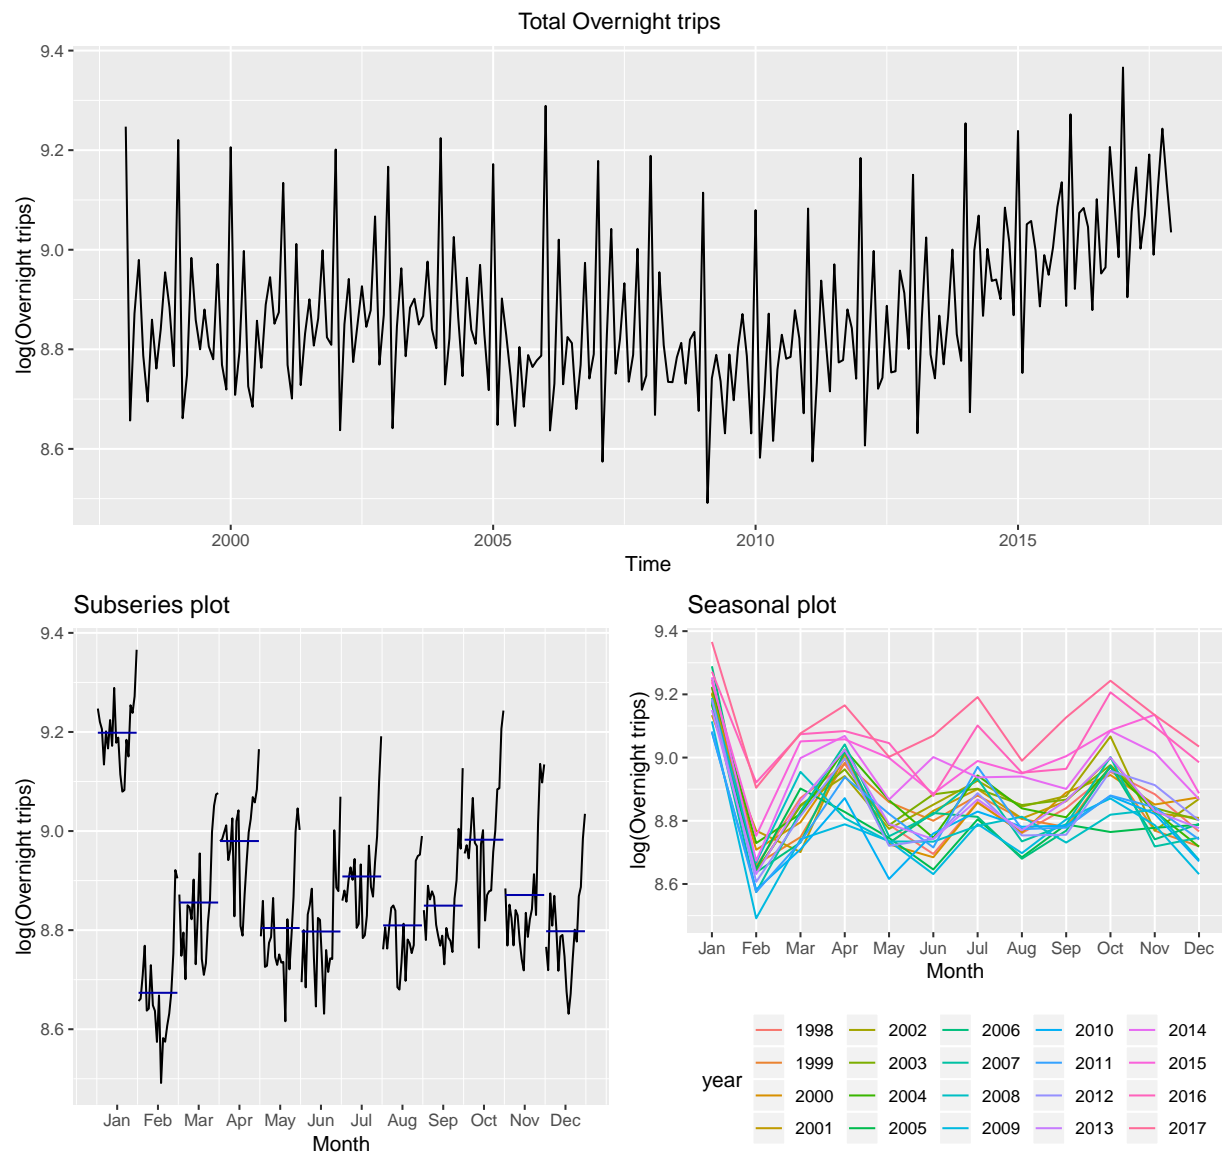 Total Overnight trips
9.4
9.2
9.0
8.8
8.6
log(Overnight trips)
2000 2005 2010 2015
Time
Subseries plot
9.4
9.2
9.0
8.8
8.6
log(Overnight trips)
Jan Feb Mar Apr May Jun Jul Aug Sep Oct Nov Dec
Month
Seasonal plot
9.4
9.2
9.0
8.8
8.6
log(Overnight trips)
Jan Feb Mar Apr May Jun Jul Aug Sep Oct Nov Dec
Month
year
1998 2002 2006 2010 2014
1999 2003 2007 2011 2015
2000 2004 2008 2012 2016
2001 2005 2009 2013 2017